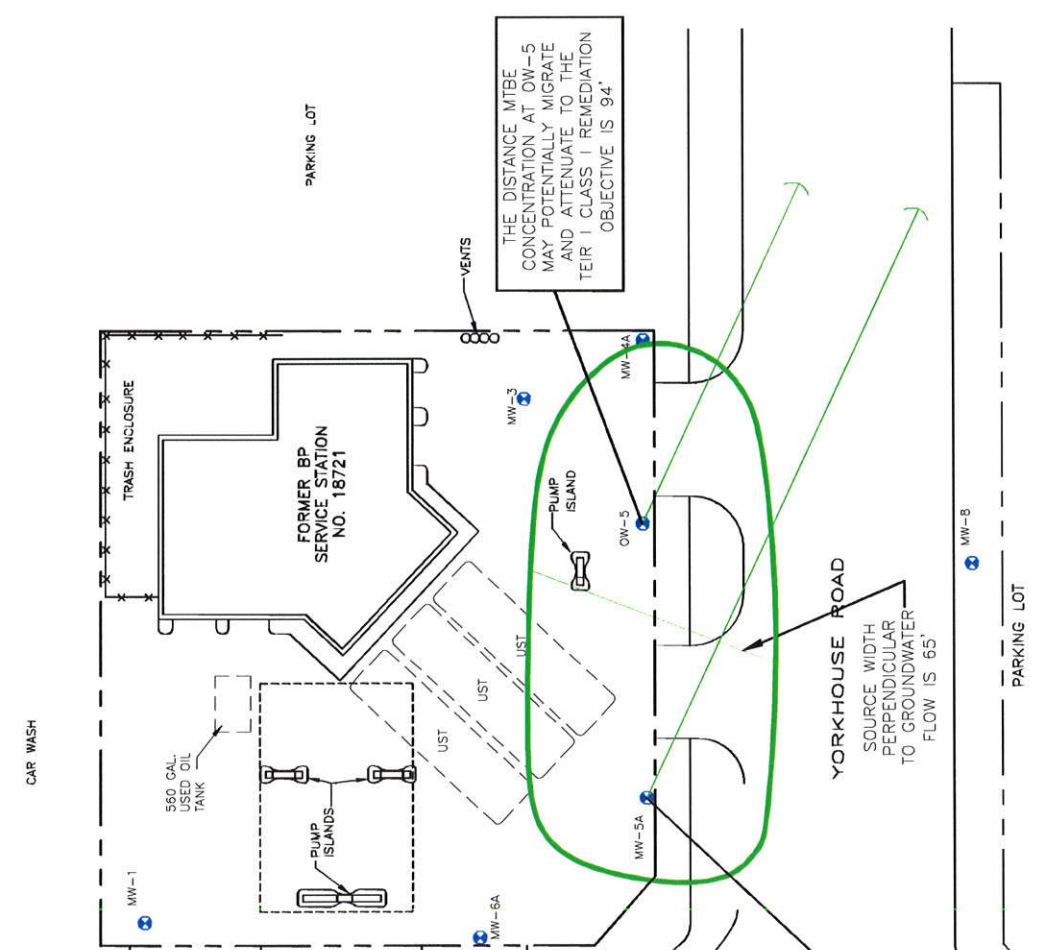 THE DISTANCE MTBE
CONCENTRATION AT OW-5
MAY POTENTIALLY MIGRATE
AND ATTENUATE TO THE
TEIR I CLASS I REMEDIATION
OBJECTIVE IS 94'
PARKING LOT
VENTS
TRASH ENCLOSURE
FORMER BP
SERVICE STATION
NO. 18721
MW-3
MW-4A
PUMP
ISLAND
OW-5
MW-8
UST
UST
UST
YORKHOUSE ROAD
SOURCE WIDTH
PERPENDICULAR
TO GROUNDWATER
FLOW IS 65'
PARKING LOT
CAR WASH
560 GAL.
USED OIL
TANK
PUMP
ISLANDS
MW-5A
MW-1
MW-6A